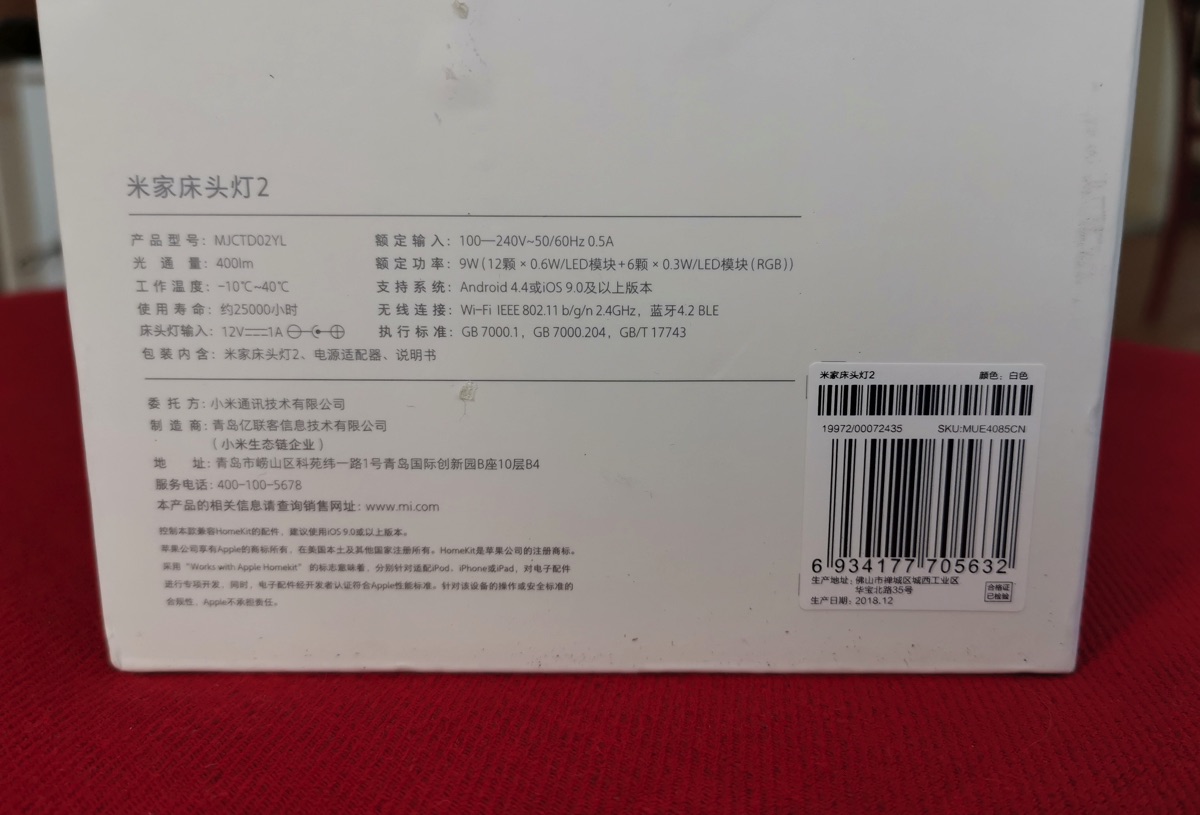 米家床头灯2
产品型号：MJCTD02YL
额定输入：100—240V~50/60Hz 0.5A
光通量：400lm
额定功率：9W（12颗×0.6W/LED模块+6颗×0.3W/LED模块（RGB））
工作温度：-10℃~40℃
支持系统：Android 4.4或iOS 9.0及以上版本
使用寿命：约25000小时
无线连接：Wi-Fi IEEE 802.11 b/g/n 2.4GHz，蓝牙4.2 BLE
床头灯输入：12V⎓1A
执行标准：GB 7000.1，GB 7000.204，GB/T 17743
包装内含：米家床头灯2、电源适配器、说明书
委托方：小米通讯技术有限公司
制造商：青岛亿联客信息技术有限公司
（小米生态链企业）
地址：青岛市崂山区科苑纬一路1号青岛国际创新园B座10层B4
服务电话：400-100-5678
本产品的相关信息请查询销售网址：www.mi.com
控制本款兼容HomeKit的配件，建议使用iOS 9.0或以上版本。
苹果公司享有Apple的商标所有，在美国本土及其他国家注册所有。HomeKit是苹果公司的注册商标。
采用“Works with Apple Homekit”的标志意味着，分别针对适配iPod、iPhone或iPad，对电子配件
进行专项开发，同时，电子配件经开发者认证符合Apple性能标准。针对该设备的操作或安全标准的
合规性，Apple不承担责任。
米家床头灯2 颜色：白色
19972/00072435 SKU:MUE4085CN
6 934177 705632
生产地址：佛山市禅城区城西工业区
华宝北路35号
生产日期：2018.12
合格证
已检验